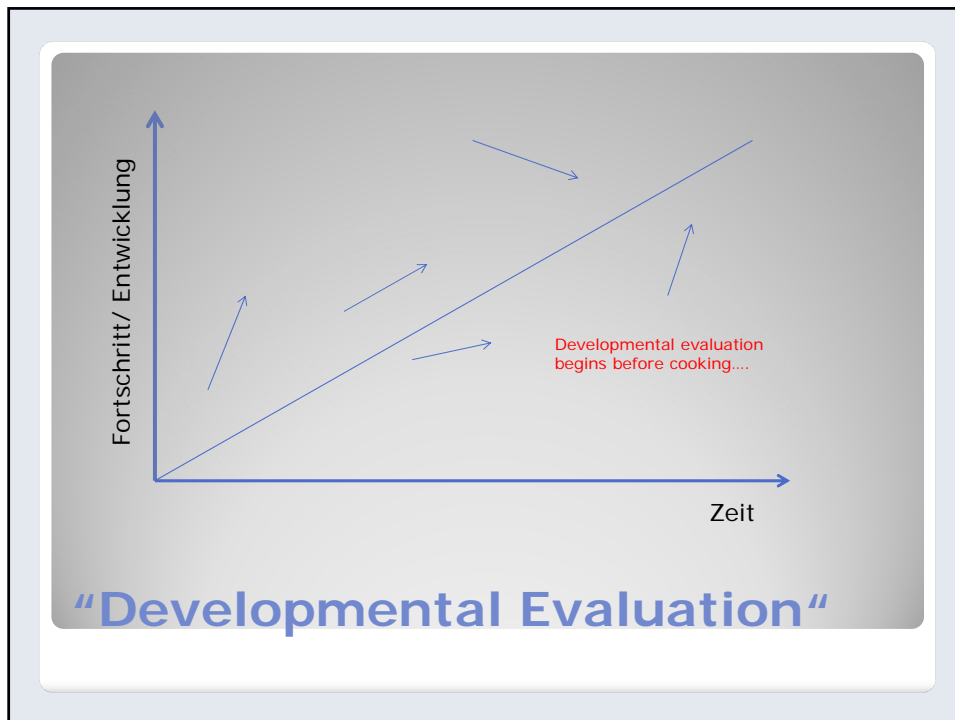 Fortschritt/ Entwicklung
Developmental evaluation
begins before cooking....
Zeit
“Developmental Evaluation“